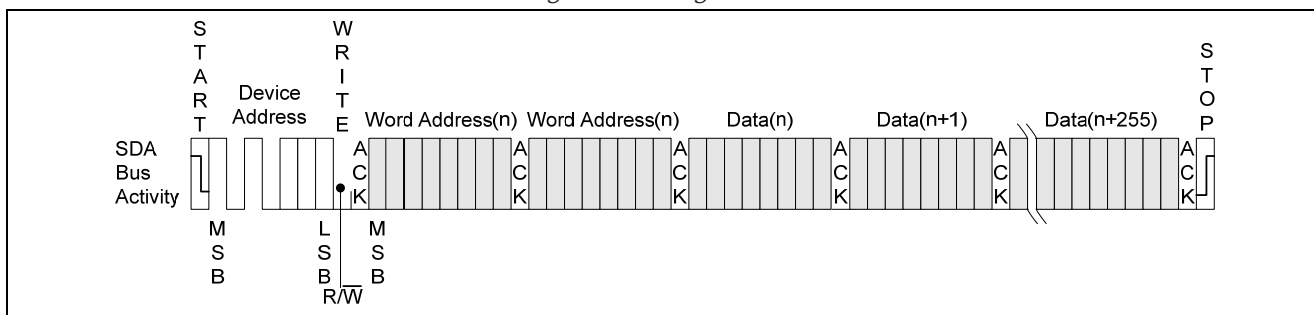 START
WRITE
STOP
Device
Address
Word Address(n) Word Address(n) Data(n) Data(n+1) Data(n+255)
SDA
Bus
Activity
ACK ACK ACK ACK ACK ACK
MSB
LSB
MSB
R/W̅